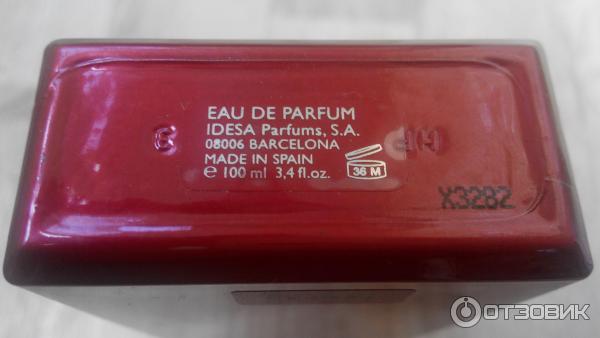 EAU DE PARFUM
IDESA Parfums, S.A.
08006 BARCELONA
MADE IN SPAIN
℮ 100 ml 3,4 fl.oz.
36 M
X3282
ОТЗОВИК